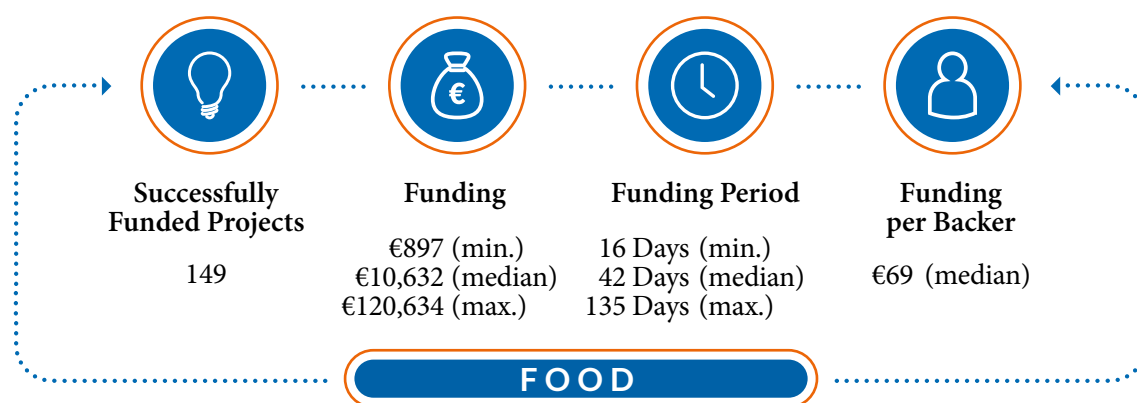 €
Successfully
Funded Projects
149
Funding
€897 (min.)
€10,632 (median)
€120,634 (max.)
Funding Period
16 Days (min.)
42 Days (median)
135 Days (max.)
Funding
per Backer
€69 (median)
FOOD